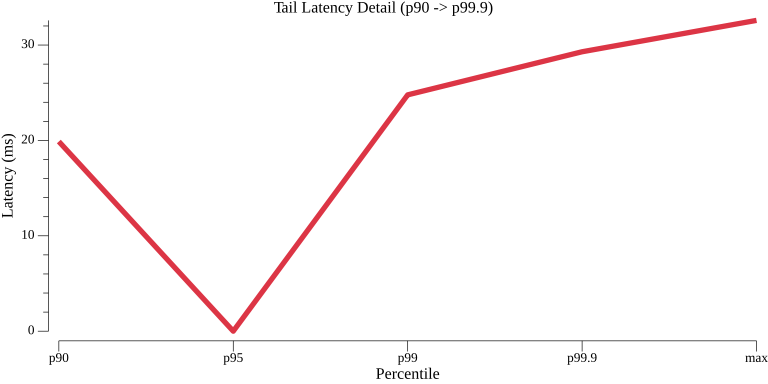 Tail Latency Detail (p90 -> p99.9)
30
20
10
0
Latency (ms)
p90 p95 p99 p99.9 max
Percentile